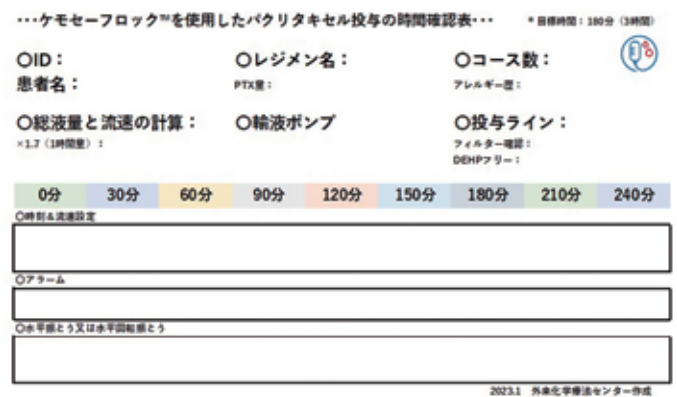 ･･･ケモセーフロック™を使用したパクリタキセル投与の時間確認表･･･ *目標時間：180分（3時間）
〇ID： 〇レジメン名： 〇コース数：
患者名： PTX量： アレルギー歴：
〇総液量と流速の計算： 〇輸液ポンプ 〇投与ライン：
×1.7（1時間量）： フィルター確認：
DEHPフリー：
0分 30分 60分 90分 120分 150分 180分 210分 240分
〇時刻&流速設定
〇アラーム
〇水平振とう又は水平回転振とう
2023.1 外来化学療法センター作成